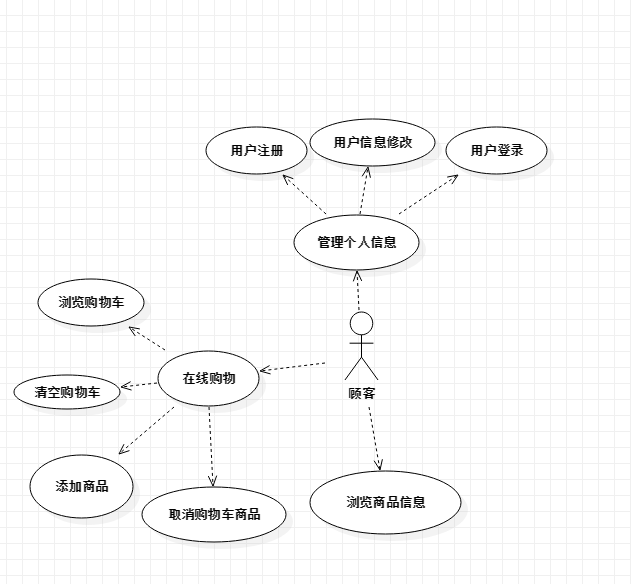 用户注册
用户信息修改
用户登录
管理个人信息
浏览购物车
在线购物
清空购物车
顾客
添加商品
取消购物车商品
浏览商品信息